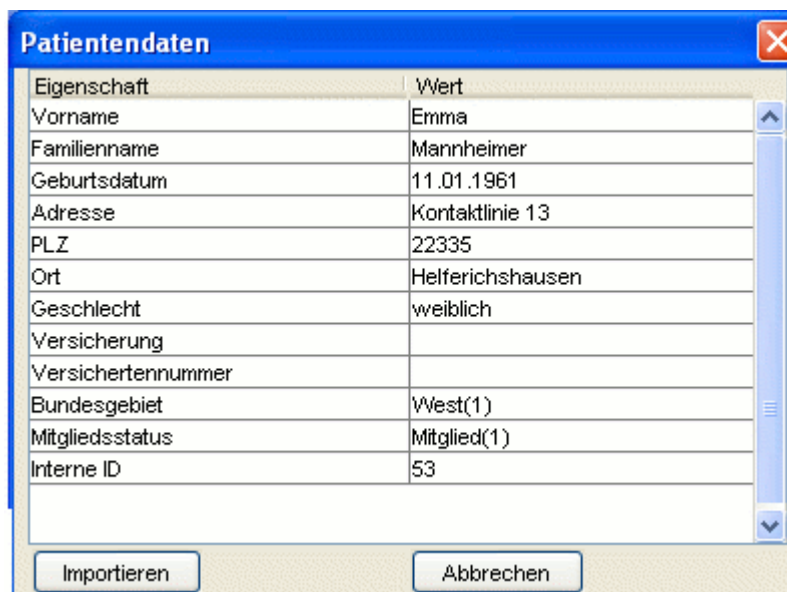 Patientendaten
Eigenschaft Wert
Vorname Emma
Familienname Mannheimer
Geburtsdatum 11.01.1961
Adresse Kontaktlinie 13
PLZ 22335
Ort Helferichshausen
Geschlecht weiblich
Versicherung
Versichertennummer
Bundesgebiet West(1)
Mitgliedsstatus Mitglied(1)
Interne ID 53
Importieren Abbrechen